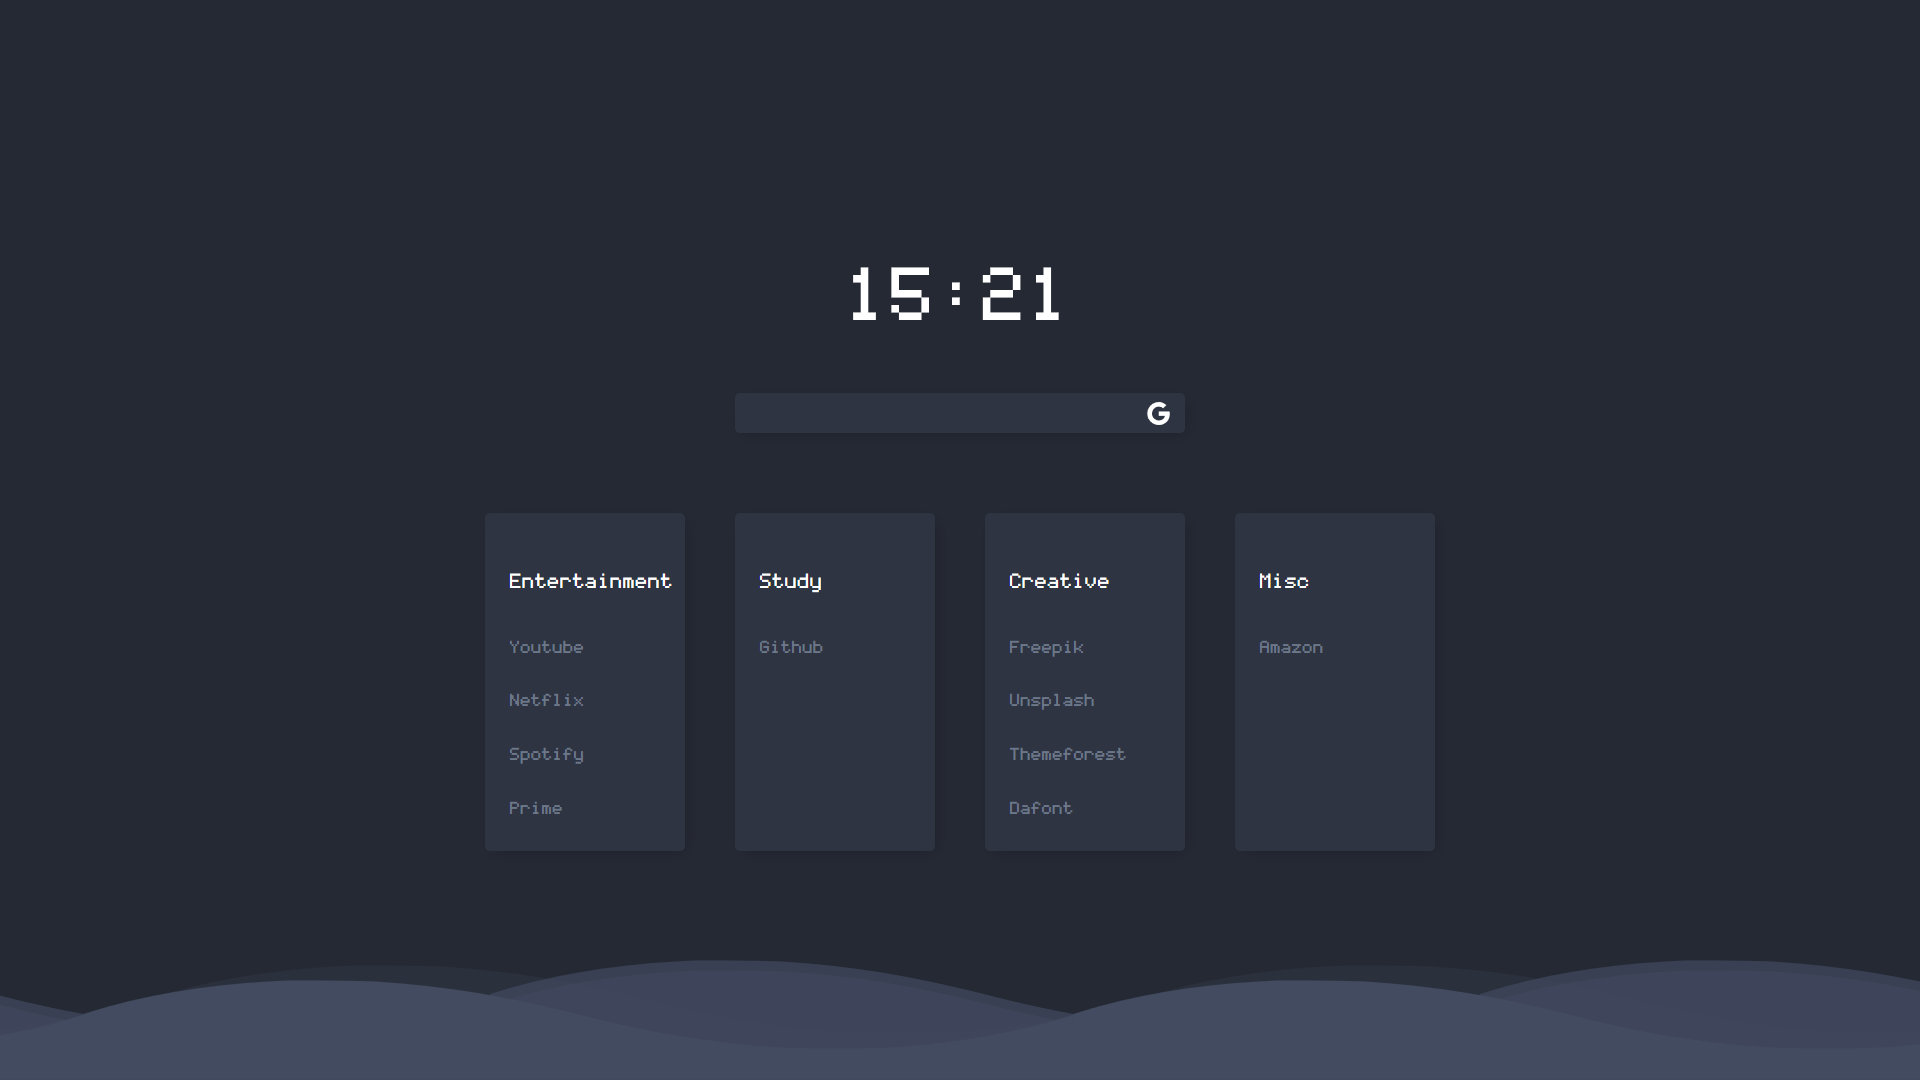 15:21
G
Entertainment
Youtube
Netflix
Spotify
Prime
Study
Github
Creative
Freepik
Unsplash
Themeforest
Dafont
Misc
Amazon